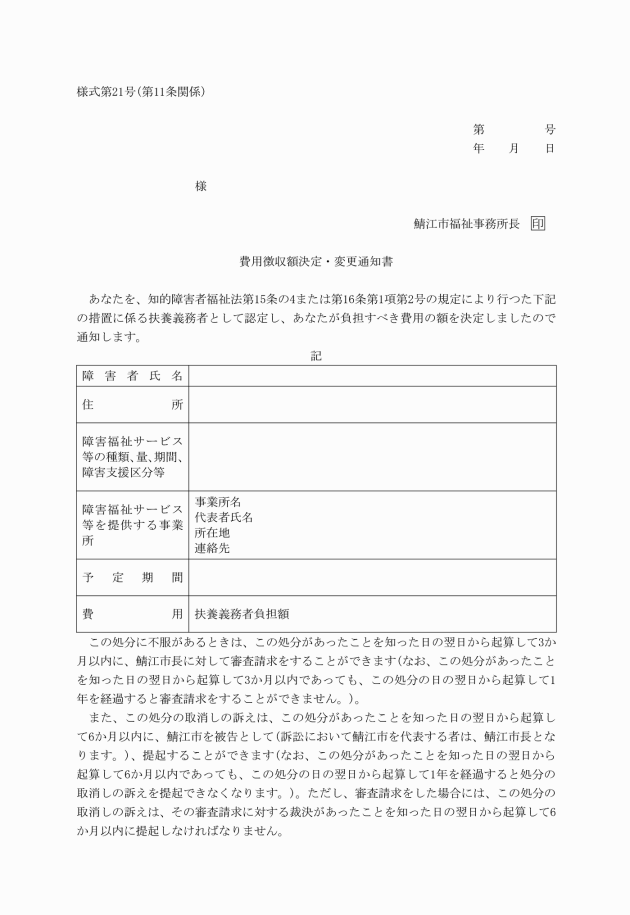 様式第21号(第11条関係)
第　　　　　号
年　　月　　日
様
鯖江市福祉事務所長　印
費用徴収額決定・変更通知書
　あなたを、知的障害者福祉法第15条の4または第16条第1項第2号の規定により行つた下記
の措置に係る扶養義務者として認定し、あなたが負担すべき費用の額を決定しましたので
通知します。
記
障　害　者　氏　名
住　　　　　　　所
障害福祉サービス
等の種類、量、期間、
障害支援区分等
障害福祉サービス
等を提供する事業
所
事業所名
代表者氏名
所在地
連絡先
予　定　期　間
費　　　　　　　用
扶養義務者負担額
　この処分に不服があるときは、この処分があったことを知った日の翌日から起算して3か
月以内に、鯖江市長に対して審査請求をすることができます(なお、この処分があったこと
を知った日の翌日から起算して3か月以内であっても、この処分の日の翌日から起算して1
年を経過すると審査請求をすることができません。)。
　また、この処分の取消しの訴えは、この処分があったことを知った日の翌日から起算し
て6か月以内に、鯖江市を被告として(訴訟において鯖江市を代表する者は、鯖江市長とな
ります。)、提起することができます(なお、この処分があったことを知った日の翌日から
起算して6か月以内であっても、この処分の日の翌日から起算して1年を経過すると処分の
取消しの訴えを提起できなくなります。)。ただし、審査請求をした場合には、この処分の
取消しの訴えは、その審査請求に対する裁決があったことを知った日の翌日から起算して6
か月以内に提起しなければなりません。